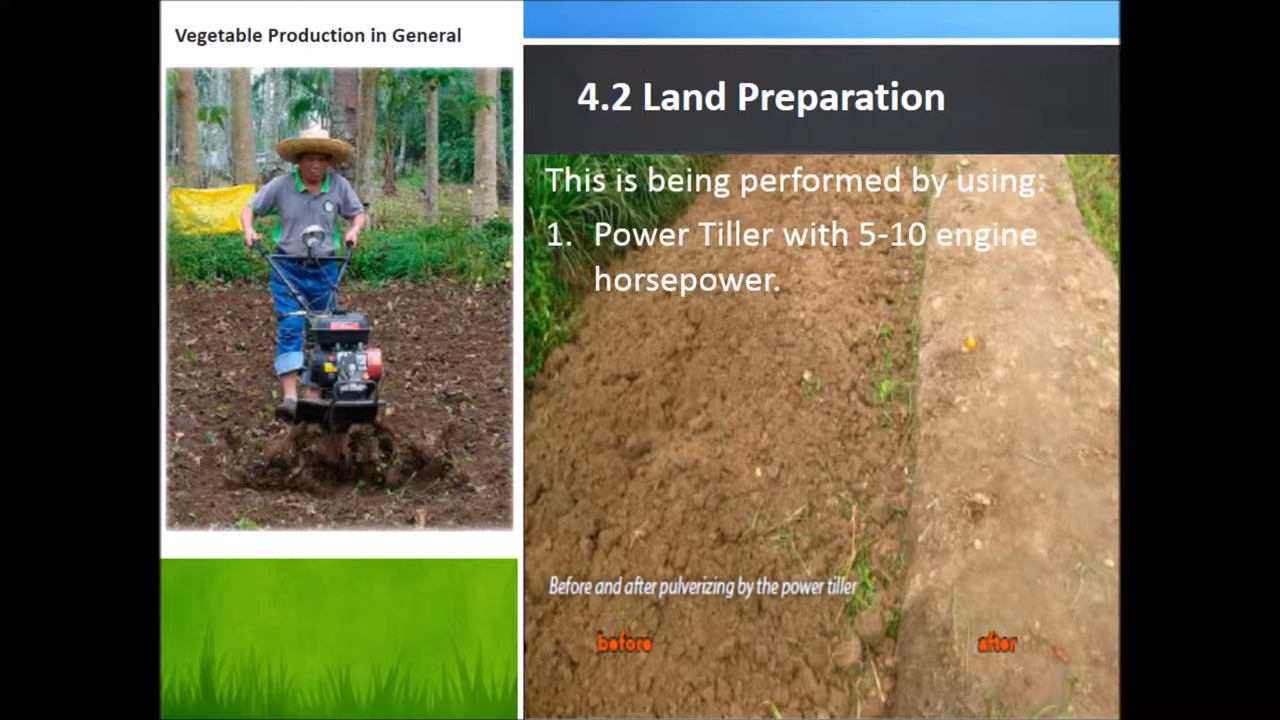 Vegetable Production in General
4.2 Land Preparation
This is being performed by using:
1. Power Tiller with 5-10 engine
horsepower.
Before and after pulverizing by the power tiller
before
after